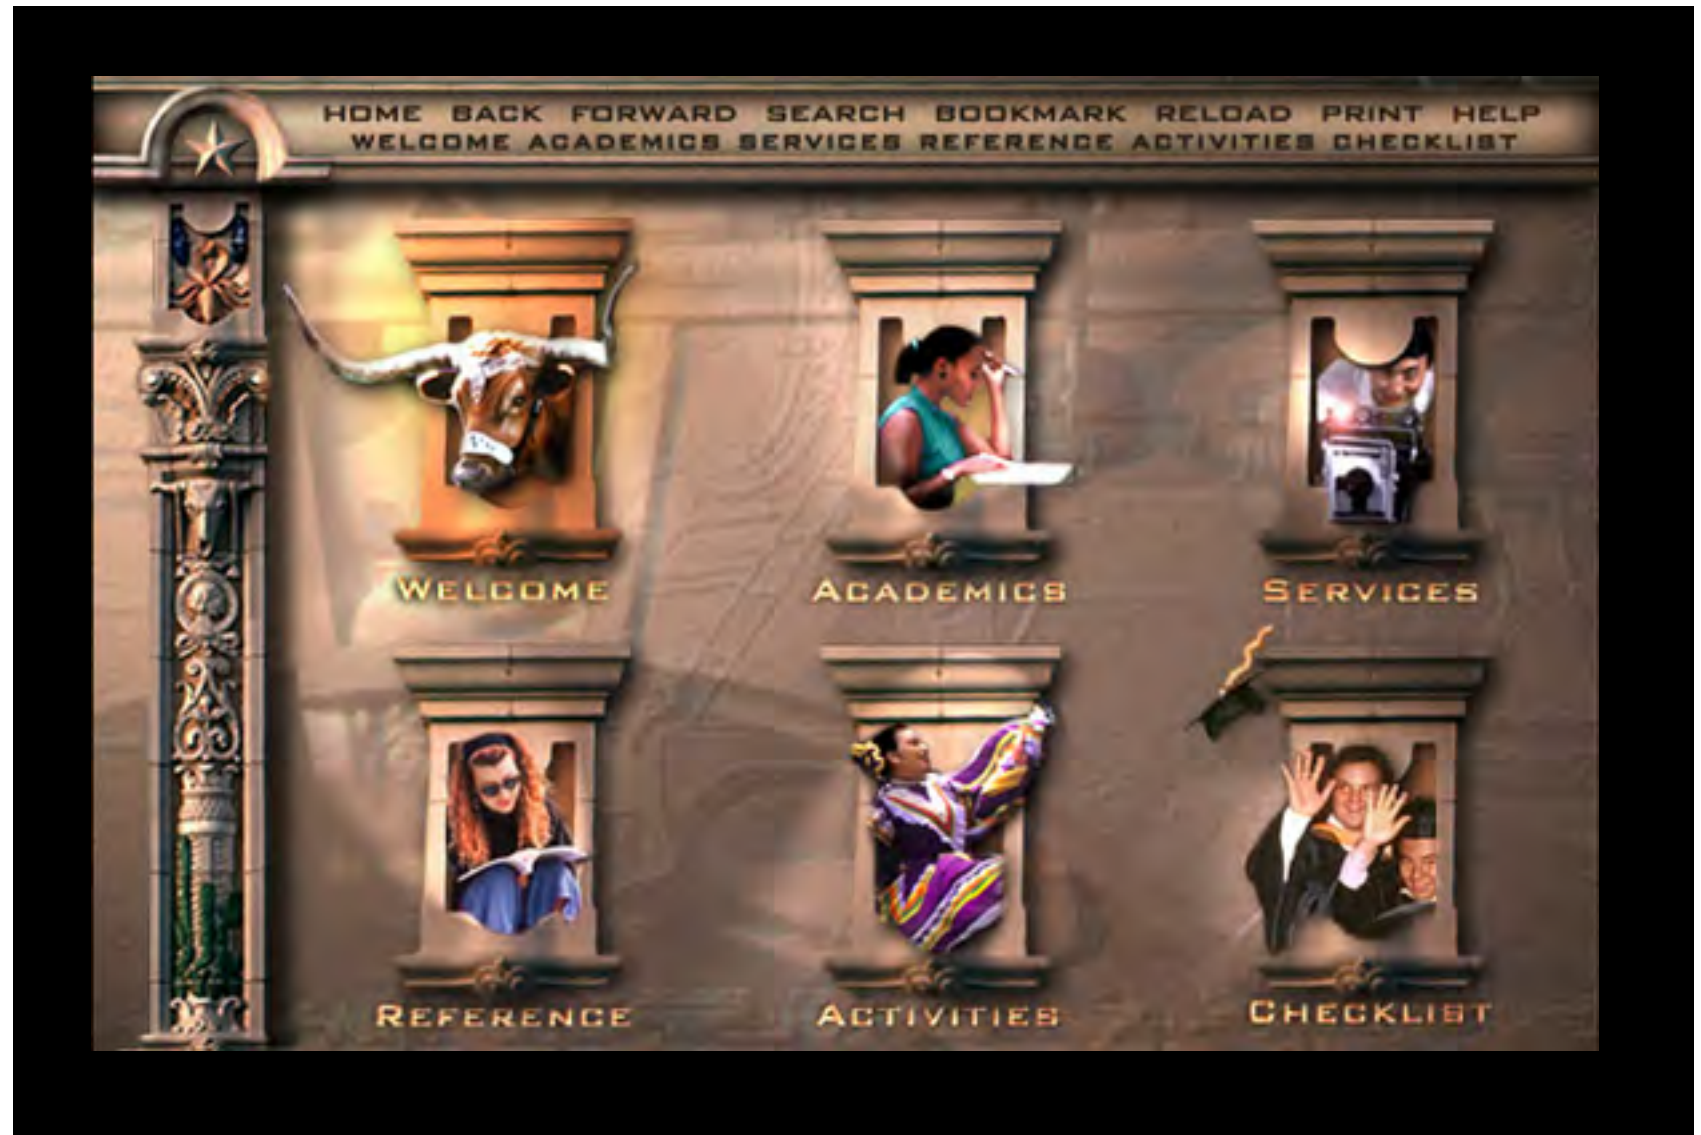 HOME BACK FORWARD SEARCH BOOKMARK RELOAD PRINT HELP
WELCOME ACADEMICS SERVICES REFERENCE ACTIVITIES CHECKLIST
WELCOME
ACADEMICS
SERVICES
REFERENCE
ACTIVITIES
CHECKLIST